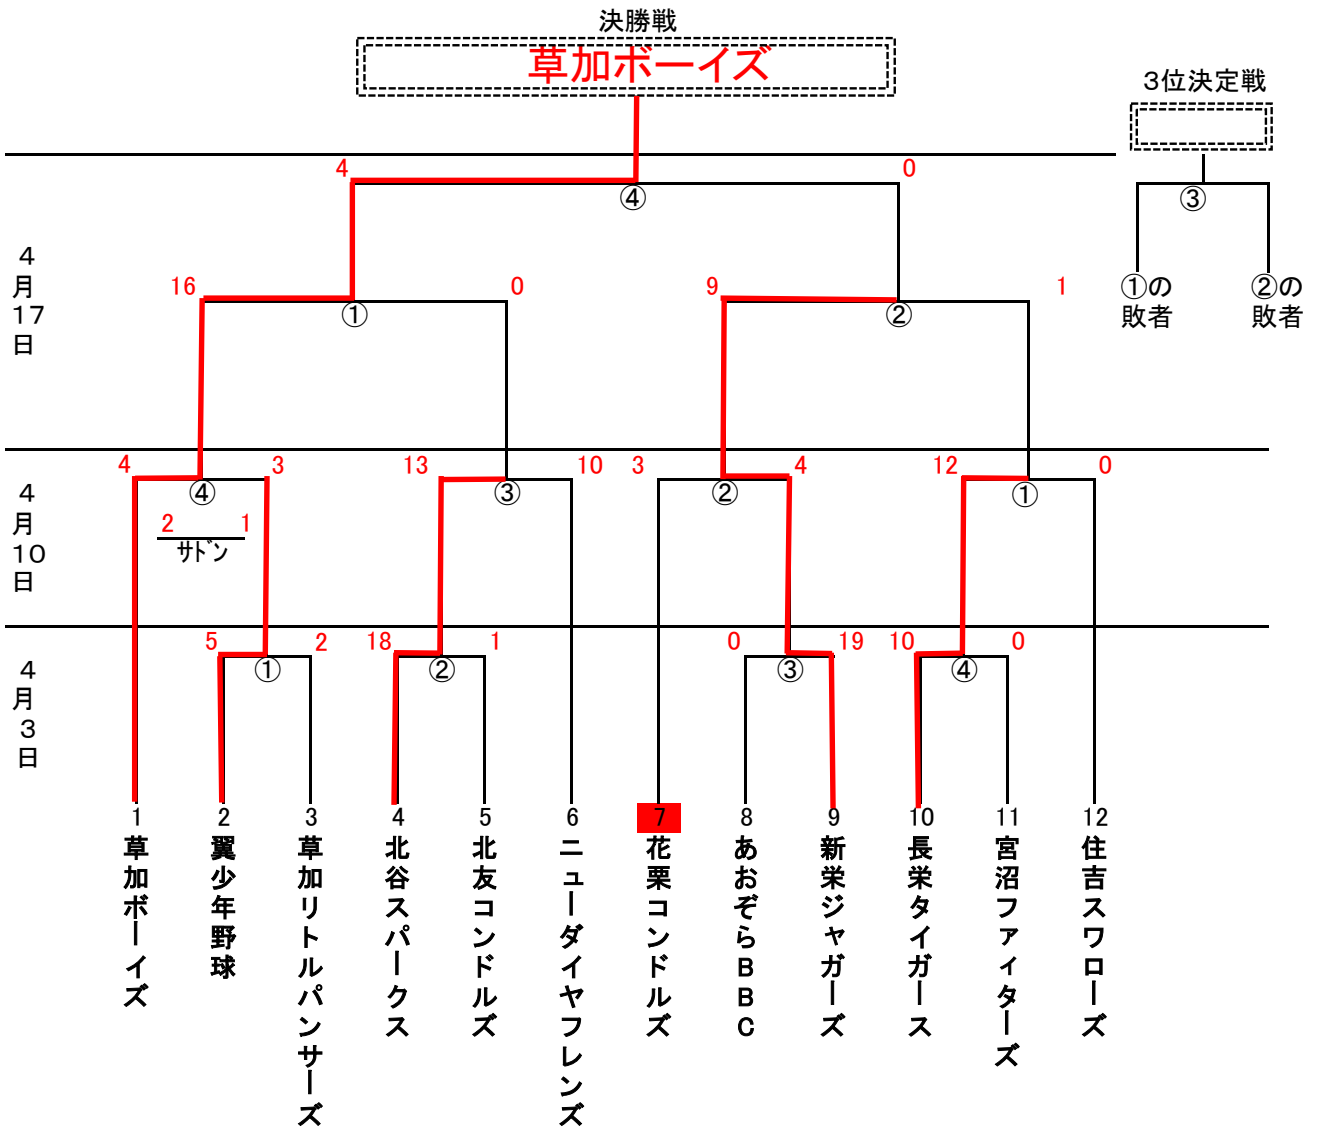 決勝戦
草加ボーイズ
3位決定戦
4
0
④
③
4月17日
16
0
9
1
①
②
①の敗者
②の敗者
4
3
13
10
3
4
12
0
4月10日
④
③
②
①
2
1
サドン
5
2
18
1
0
19
10
0
4月3日
①
②
③
④
1
2
3
4
5
6
7
8
9
10
11
12
草加ボーイズ
翼少年野球
草加リトルパンサーズ
北谷スパークス
北友コンドルズ
ニューダイヤフレンズ
花栗コンドルズ
あおぞらBBC
新栄ジャガーズ
長栄タイガース
宮沼ファイターズ
住吉スワローズ